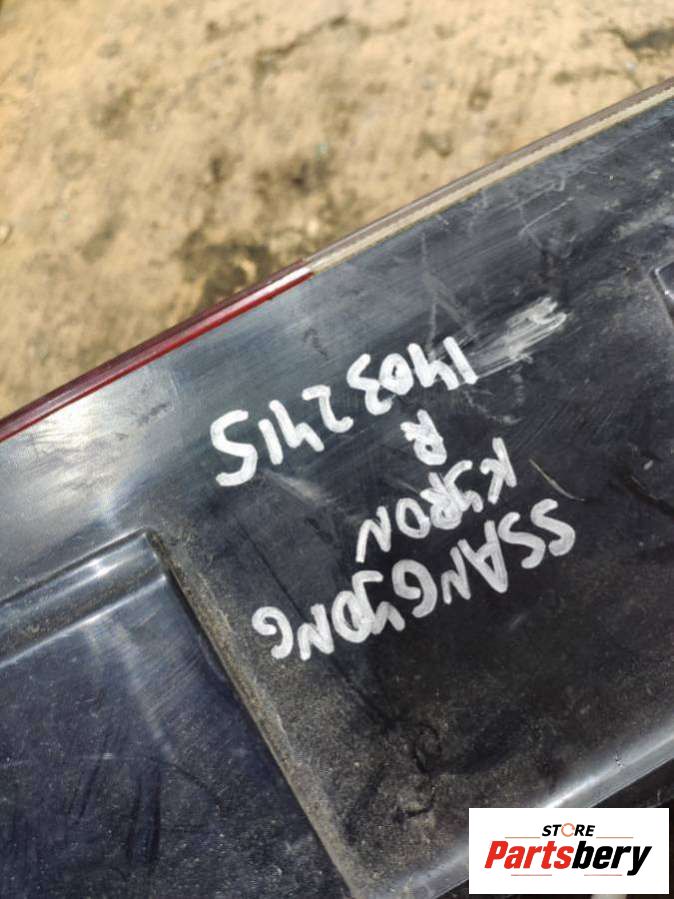 SSANGYONG
KYRON
R
14032415
STORE
Partsbery